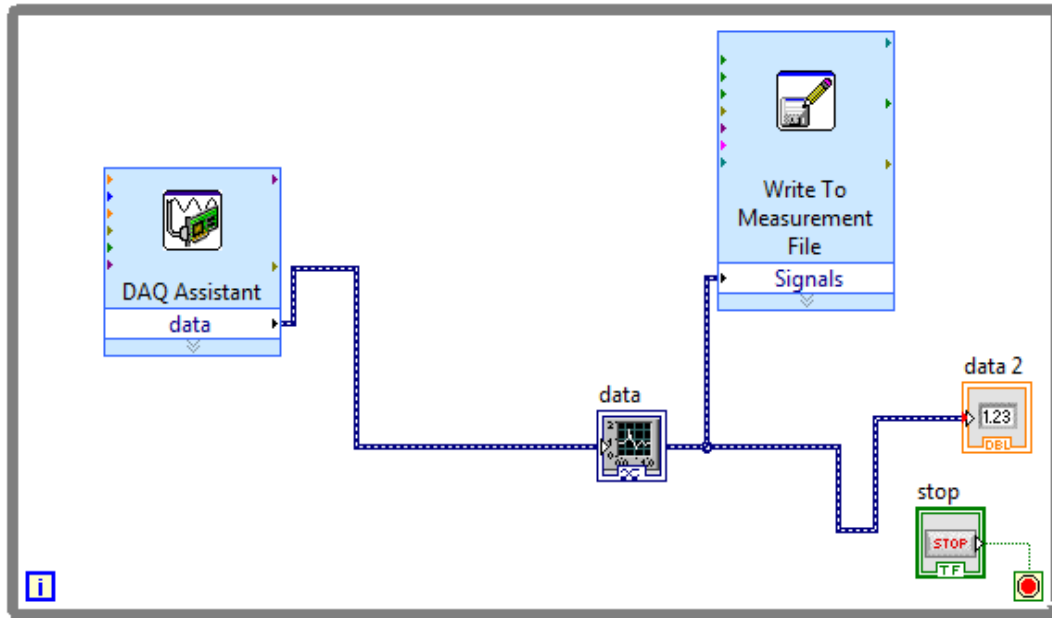 Write To
Measurement
File
Signals
DAQ Assistant
data
data
data 2
1.23
DBL
stop
STOP
TF
i